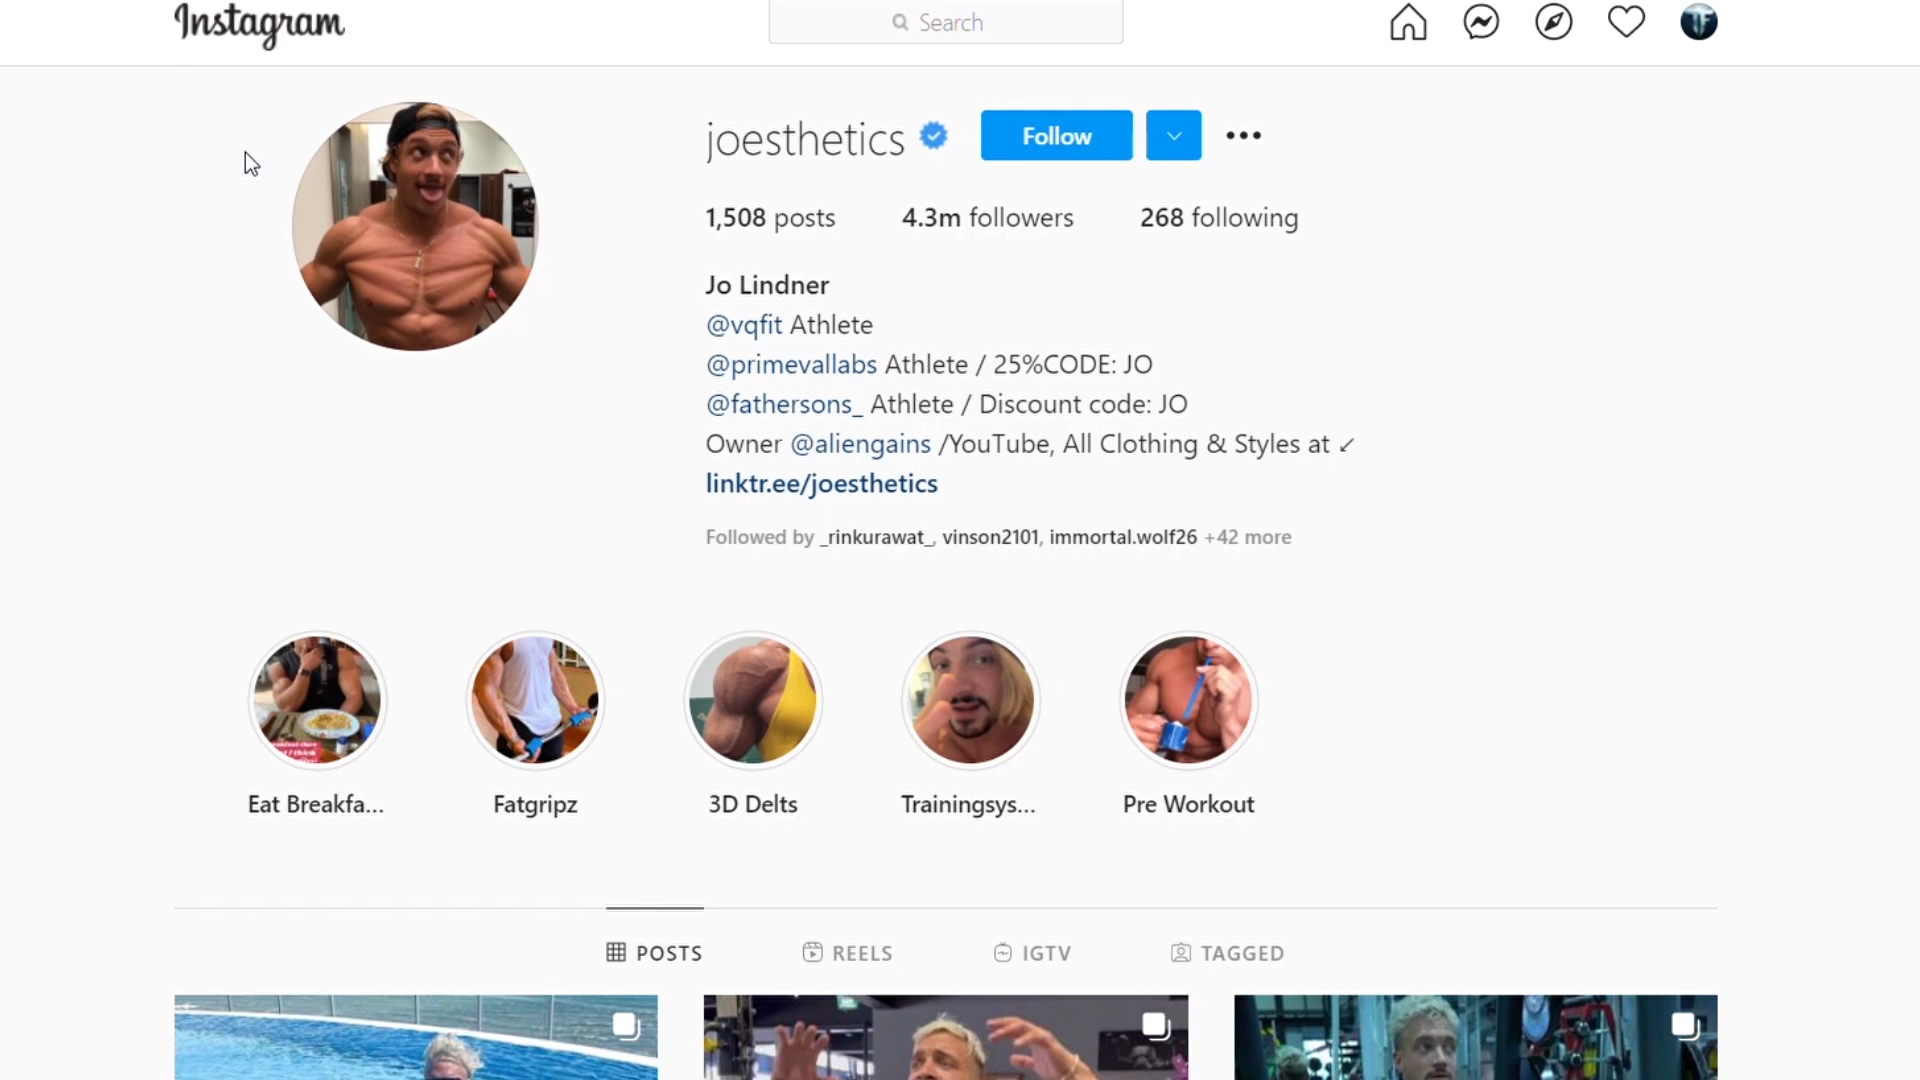 Instagram
Search
joesthetics
Follow
1,508 posts 4.3m followers 268 following
Jo Lindner
@vqfit Athlete
@primevallabs Athlete / 25%CODE: JO
@fathersons_ Athlete / Discount code: JO
Owner @aliengains /YouTube, All Clothing & Styles at ↙
linktr.ee/joesthetics
Followed by _rinkurawat_, vinson2101, immortal.wolf26 +42 more
Eat Breakfa... Fatgripz 3D Delts Trainingsys... Pre Workout
POSTS REELS IGTV TAGGED